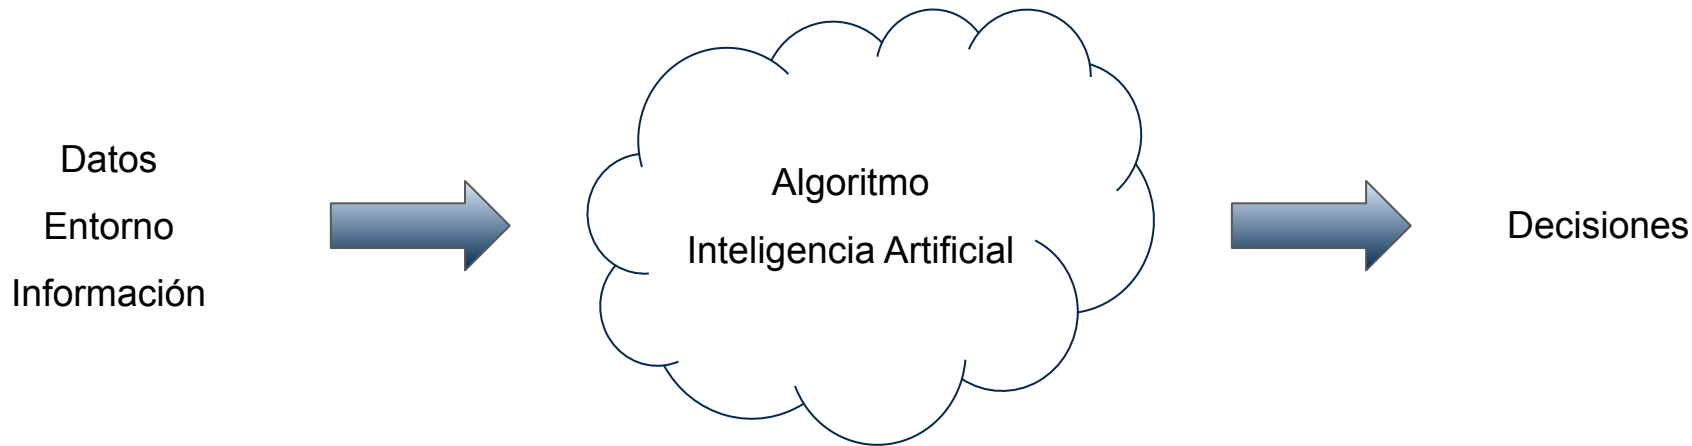 Datos
Entorno
Información
Algoritmo
Inteligencia Artificial
Decisiones